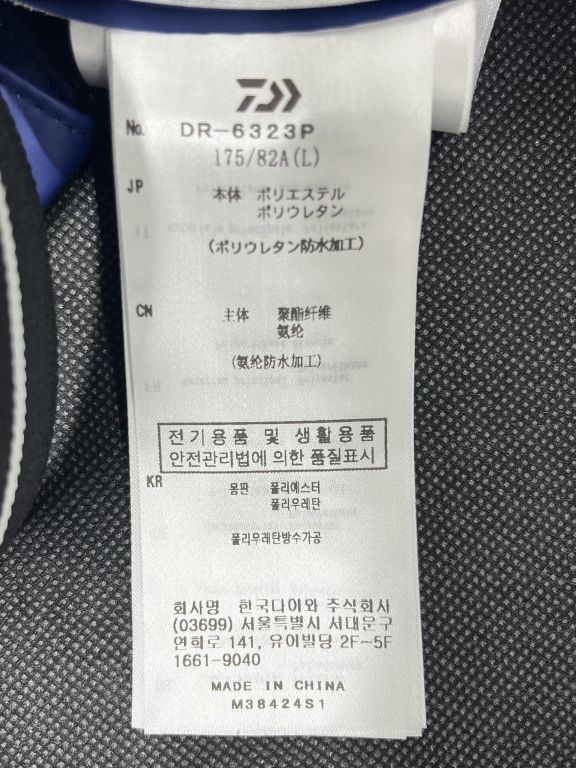 No. DR-6323P
175/82A(L)
JP 本体 ポリエステル
ポリウレタン
(ポリウレタン防水加工)
CN 主体 聚酯纤维
氨纶
(氨纶防水加工)
전기용품 및 생활용품
안전관리법에 의한 품질표시
KR 몸판 폴리에스터
폴리우레탄
폴리우레탄방수가공
회사명 한국다이와 주식회사
(03699) 서울특별시 서대문구
연희로 141, 유이빌딩 2F~5F
1661-9040
MADE IN CHINA
M38424S1